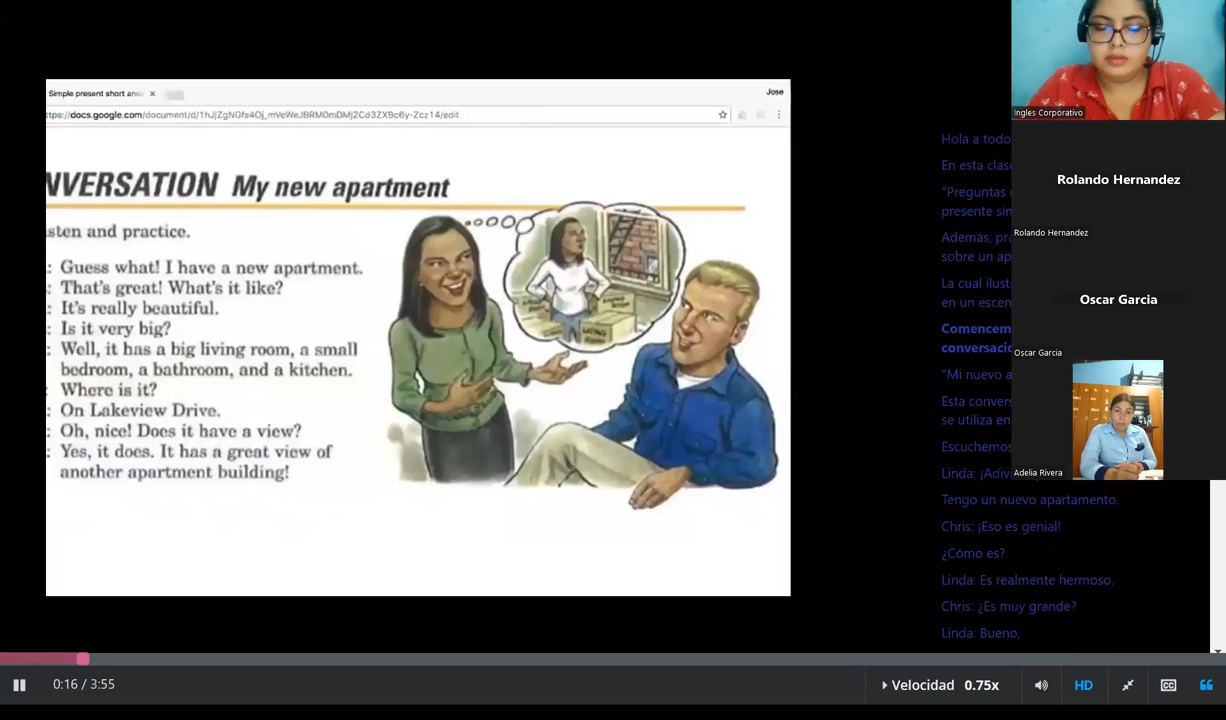 Simple present short ans
Jose
ttps://docs.google.com/document/d/1hJjZgNGfs4Oj_mVeWeJBRM0mDMj2Cd3ZXBc6y-Zcz14/edit
NVERSATION My new apartment
sten and practice.
: Guess what! I have a new apartment.
: That's great! What's it like?
: It's really beautiful.
: Is it very big?
: Well, it has a big living room, a small
bedroom, a bathroom, and a kitchen.
: Where is it?
: On Lakeview Drive.
: Oh, nice! Does it have a view?
: Yes, it does. It has a great view of
another apartment building!
Hola a todo
En esta clas
"Preguntas
presente sin
Además, pra
sobre un ap
La cual ilust
en un escen
Comencem
conversació
"Mi nuevo a
Esta convers
se utiliza en
Escuchemos
Linda: ¡Adiv
Tengo un nuevo apartamento.
Chris: ¡Eso es genial!
¿Cómo es?
Linda: Es realmente hermoso.
Chris: ¿Es muy grande?
Linda: Bueno,
Ingles Corporativo
Rolando Hernandez
Rolando Hernandez
Oscar Garcia
Oscar Garcia
Adelia Rivera
0:16 / 3:55
Velocidad 0.75x
HD
CC